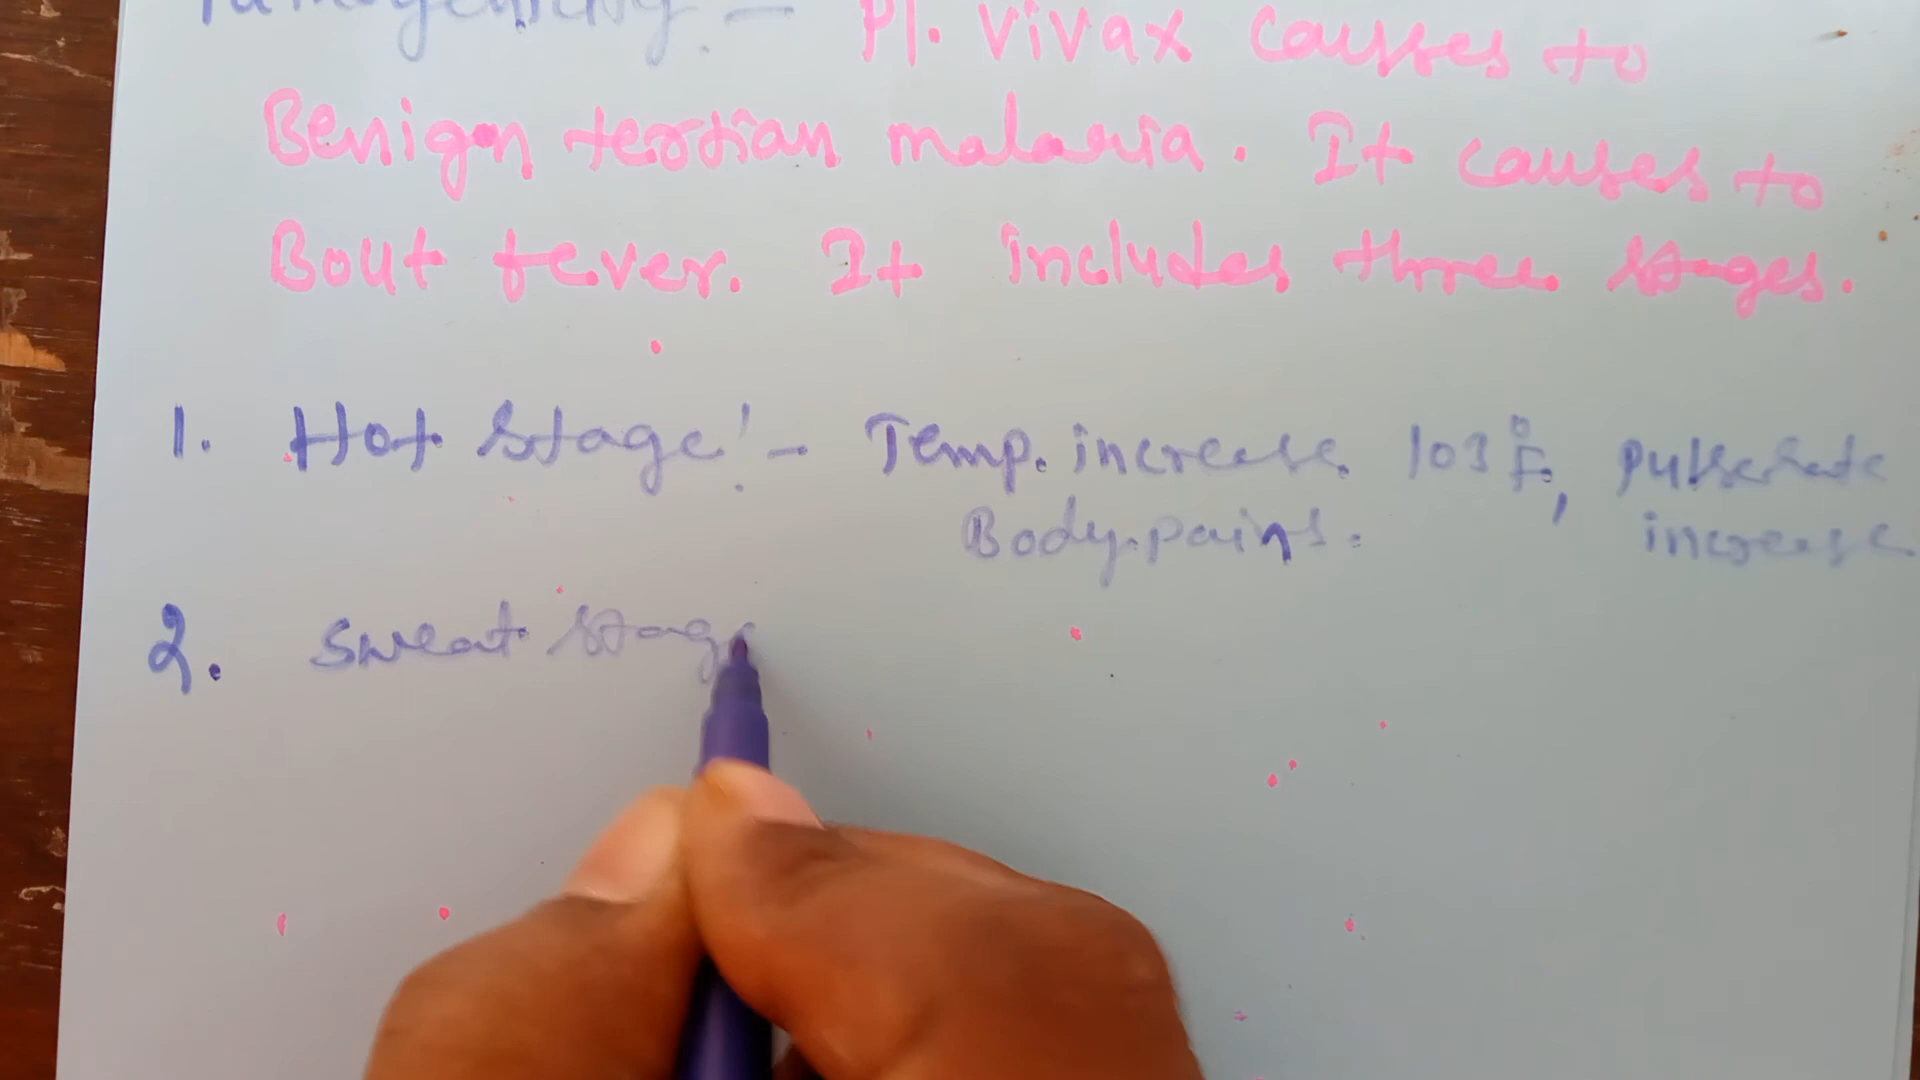 Pathogenicity :- Pl. vivax causes to
Benign tertian malaria. It causes to
Bout fever. It includes three stages.
1. Hot stage :- Temp. increase 103°F, pulse rate
Body pains. increase
2. Sweat stage